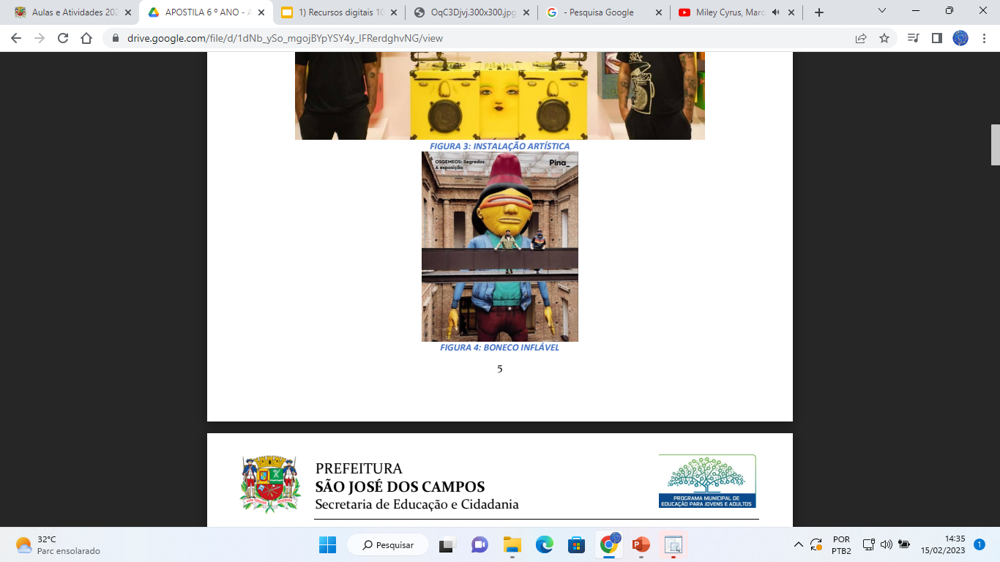 Aulas e Atividades 202
APOSTILA 6 º ANO - A
1) Recursos digitais 10
OqC3Djvj.300x300.jpg
- Pesquisa Google
Miley Cyrus, Marc
drive.google.com/file/d/1dNb_ySo_mgojBYpYSY4y_IFRerdghvNG/view
FIGURA 3: INSTALAÇÃO ARTÍSTICA
OSGEMEOS: Segredos
A exposição
Pina_
FIGURA 4: BONECO INFLÁVEL
5
PREFEITURA
SÃO JOSÉ DOS CAMPOS
Secretaria de Educação e Cidadania
PROGRAMA MUNICIPAL DE
EDUCAÇÃO PARA JOVENS E ADULTOS
32°C
Parc ensolarado
Pesquisar
POR
PTB2
14:35
15/02/2023
1